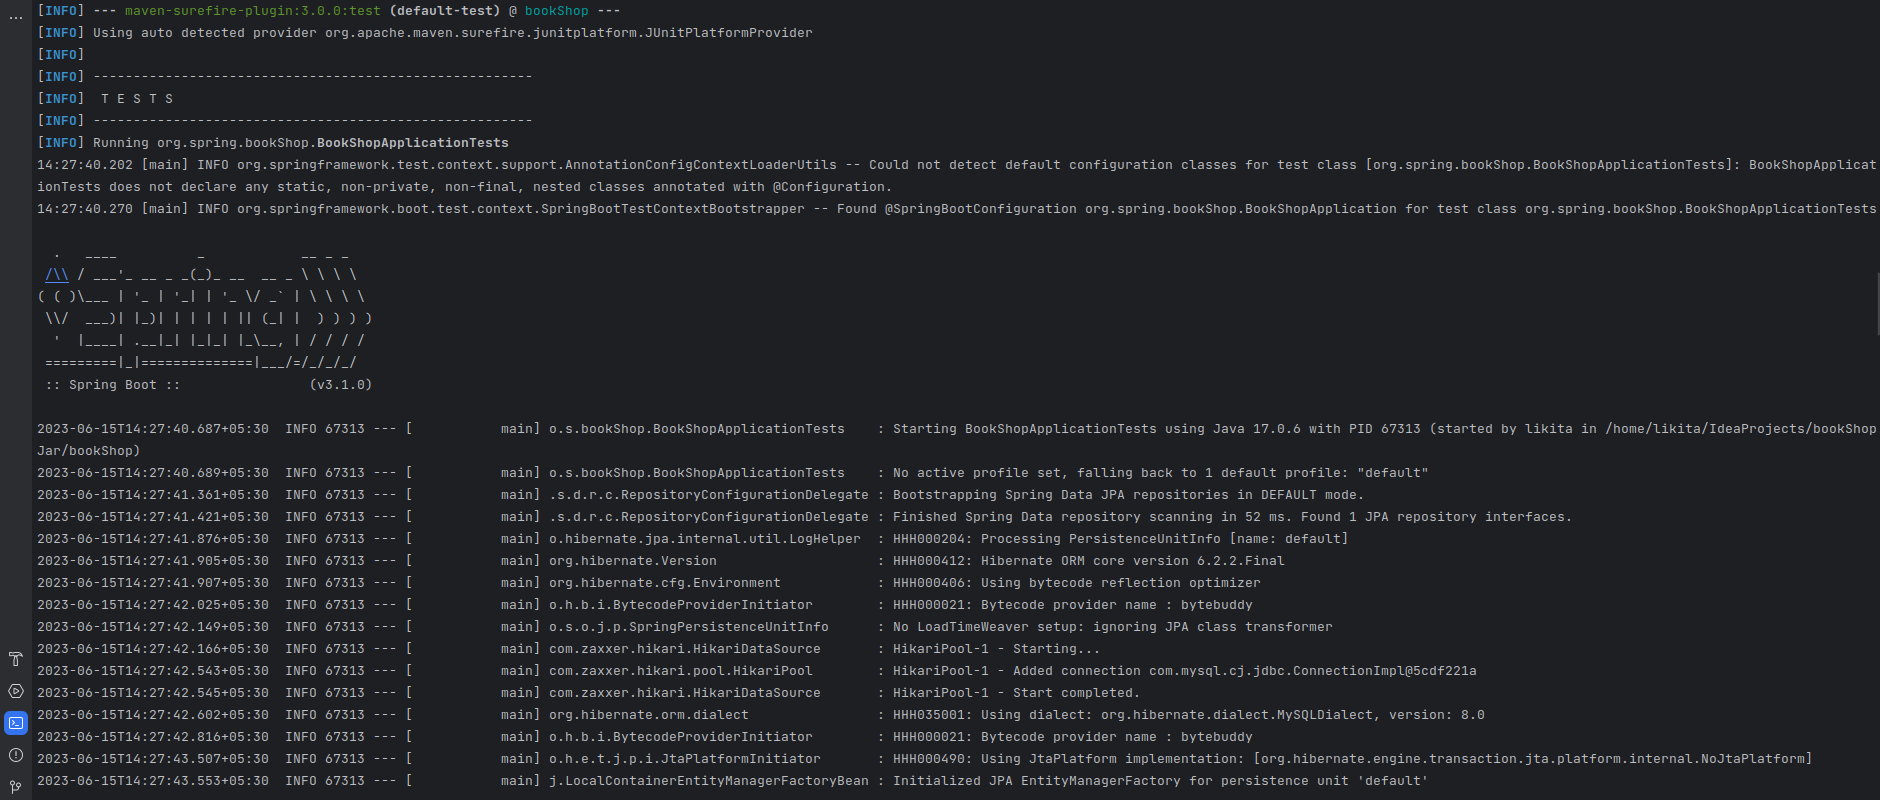 [INFO] --- maven-surefire-plugin:3.0.0:test (default-test) @ bookShop ---
[INFO] Using auto detected provider org.apache.maven.surefire.junitplatform.JUnitPlatformProvider
[INFO]
[INFO] -------------------------------------------------------
[INFO]  T E S T S
[INFO] -------------------------------------------------------
[INFO] Running org.spring.bookShop.BookShopApplicationTests
14:27:40.202 [main] INFO org.springframework.test.context.support.AnnotationConfigContextLoaderUtils -- Could not detect default configuration classes for test class [org.spring.bookShop.BookShopApplicationTests]: BookShopApplicat
ionTests does not declare any static, non-private, non-final, nested classes annotated with @Configuration.
14:27:40.270 [main] INFO org.springframework.boot.test.context.SpringBootTestContextBootstrapper -- Found @SpringBootConfiguration org.spring.bookShop.BookShopApplication for test class org.spring.bookShop.BookShopApplicationTests
  .   ____          _            __ _ _
 /\\ / ___'_ __ _ _(_)_ __  __ _ \ \ \ \
( ( )\___ | '_ | '_| | '_ \/ _` | \ \ \ \
 \\/  ___)| |_)| | | | | || (_| |  ) ) ) )
  '  |____| .__|_| |_|_| |_\__, | / / / /
 =========|_|==============|___/=/_/_/_/
 :: Spring Boot ::                (v3.1.0)
2023-06-15T14:27:40.687+05:30  INFO 67313 --- [           main] o.s.bookShop.BookShopApplicationTests    : Starting BookShopApplicationTests using Java 17.0.6 with PID 67313 (started by likita in /home/likita/IdeaProjects/bookShop
Jar/bookShop)
2023-06-15T14:27:40.689+05:30  INFO 67313 --- [           main] o.s.bookShop.BookShopApplicationTests    : No active profile set, falling back to 1 default profile: "default"
2023-06-15T14:27:41.361+05:30  INFO 67313 --- [           main] .s.d.r.c.RepositoryConfigurationDelegate : Bootstrapping Spring Data JPA repositories in DEFAULT mode.
2023-06-15T14:27:41.421+05:30  INFO 67313 --- [           main] .s.d.r.c.RepositoryConfigurationDelegate : Finished Spring Data repository scanning in 52 ms. Found 1 JPA repository interfaces.
2023-06-15T14:27:41.876+05:30  INFO 67313 --- [           main] o.hibernate.jpa.internal.util.LogHelper  : HHH000204: Processing PersistenceUnitInfo [name: default]
2023-06-15T14:27:41.905+05:30  INFO 67313 --- [           main] org.hibernate.Version                    : HHH000412: Hibernate ORM core version 6.2.2.Final
2023-06-15T14:27:41.907+05:30  INFO 67313 --- [           main] org.hibernate.cfg.Environment            : HHH000406: Using bytecode reflection optimizer
2023-06-15T14:27:42.025+05:30  INFO 67313 --- [           main] o.h.b.i.BytecodeProviderInitiator        : HHH000021: Bytecode provider name : bytebuddy
2023-06-15T14:27:42.149+05:30  INFO 67313 --- [           main] o.s.o.j.p.SpringPersistenceUnitInfo      : No LoadTimeWeaver setup: ignoring JPA class transformer
2023-06-15T14:27:42.166+05:30  INFO 67313 --- [           main] com.zaxxer.hikari.HikariDataSource       : HikariPool-1 - Starting...
2023-06-15T14:27:42.543+05:30  INFO 67313 --- [           main] com.zaxxer.hikari.pool.HikariPool        : HikariPool-1 - Added connection com.mysql.cj.jdbc.ConnectionImpl@5cdf221a
2023-06-15T14:27:42.545+05:30  INFO 67313 --- [           main] com.zaxxer.hikari.HikariDataSource       : HikariPool-1 - Start completed.
2023-06-15T14:27:42.602+05:30  INFO 67313 --- [           main] org.hibernate.orm.dialect                : HHH035001: Using dialect: org.hibernate.dialect.MySQLDialect, version: 8.0
2023-06-15T14:27:42.816+05:30  INFO 67313 --- [           main] o.h.b.i.BytecodeProviderInitiator        : HHH000021: Bytecode provider name : bytebuddy
2023-06-15T14:27:43.507+05:30  INFO 67313 --- [           main] o.h.e.t.j.p.i.JtaPlatformInitiator       : HHH000490: Using JtaPlatform implementation: [org.hibernate.engine.transaction.jta.platform.internal.NoJtaPlatform]
2023-06-15T14:27:43.553+05:30  INFO 67313 --- [           main] j.LocalContainerEntityManagerFactoryBean : Initialized JPA EntityManagerFactory for persistence unit 'default'